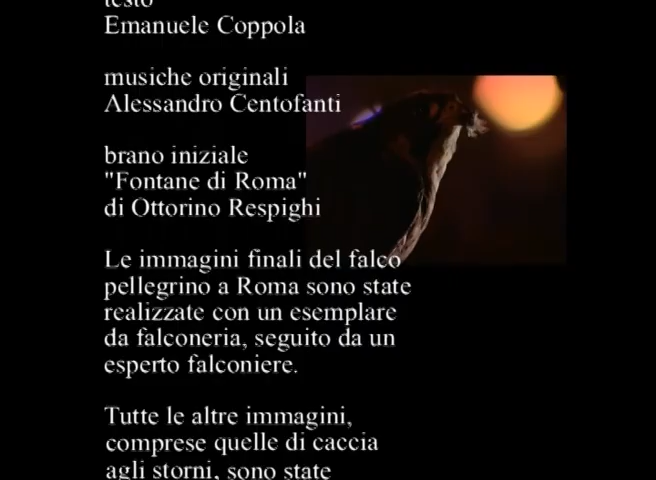 testo
Emanuele Coppola
musiche originali
Alessandro Centofanti
brano iniziale
"Fontane di Roma"
di Ottorino Respighi
Le immagini finali del falco
pellegrino a Roma sono state
realizzate con un esemplare
da falconeria, seguito da un
esperto falconiere.
Tutte le altre immagini,
comprese quelle di caccia
agli storni, sono state